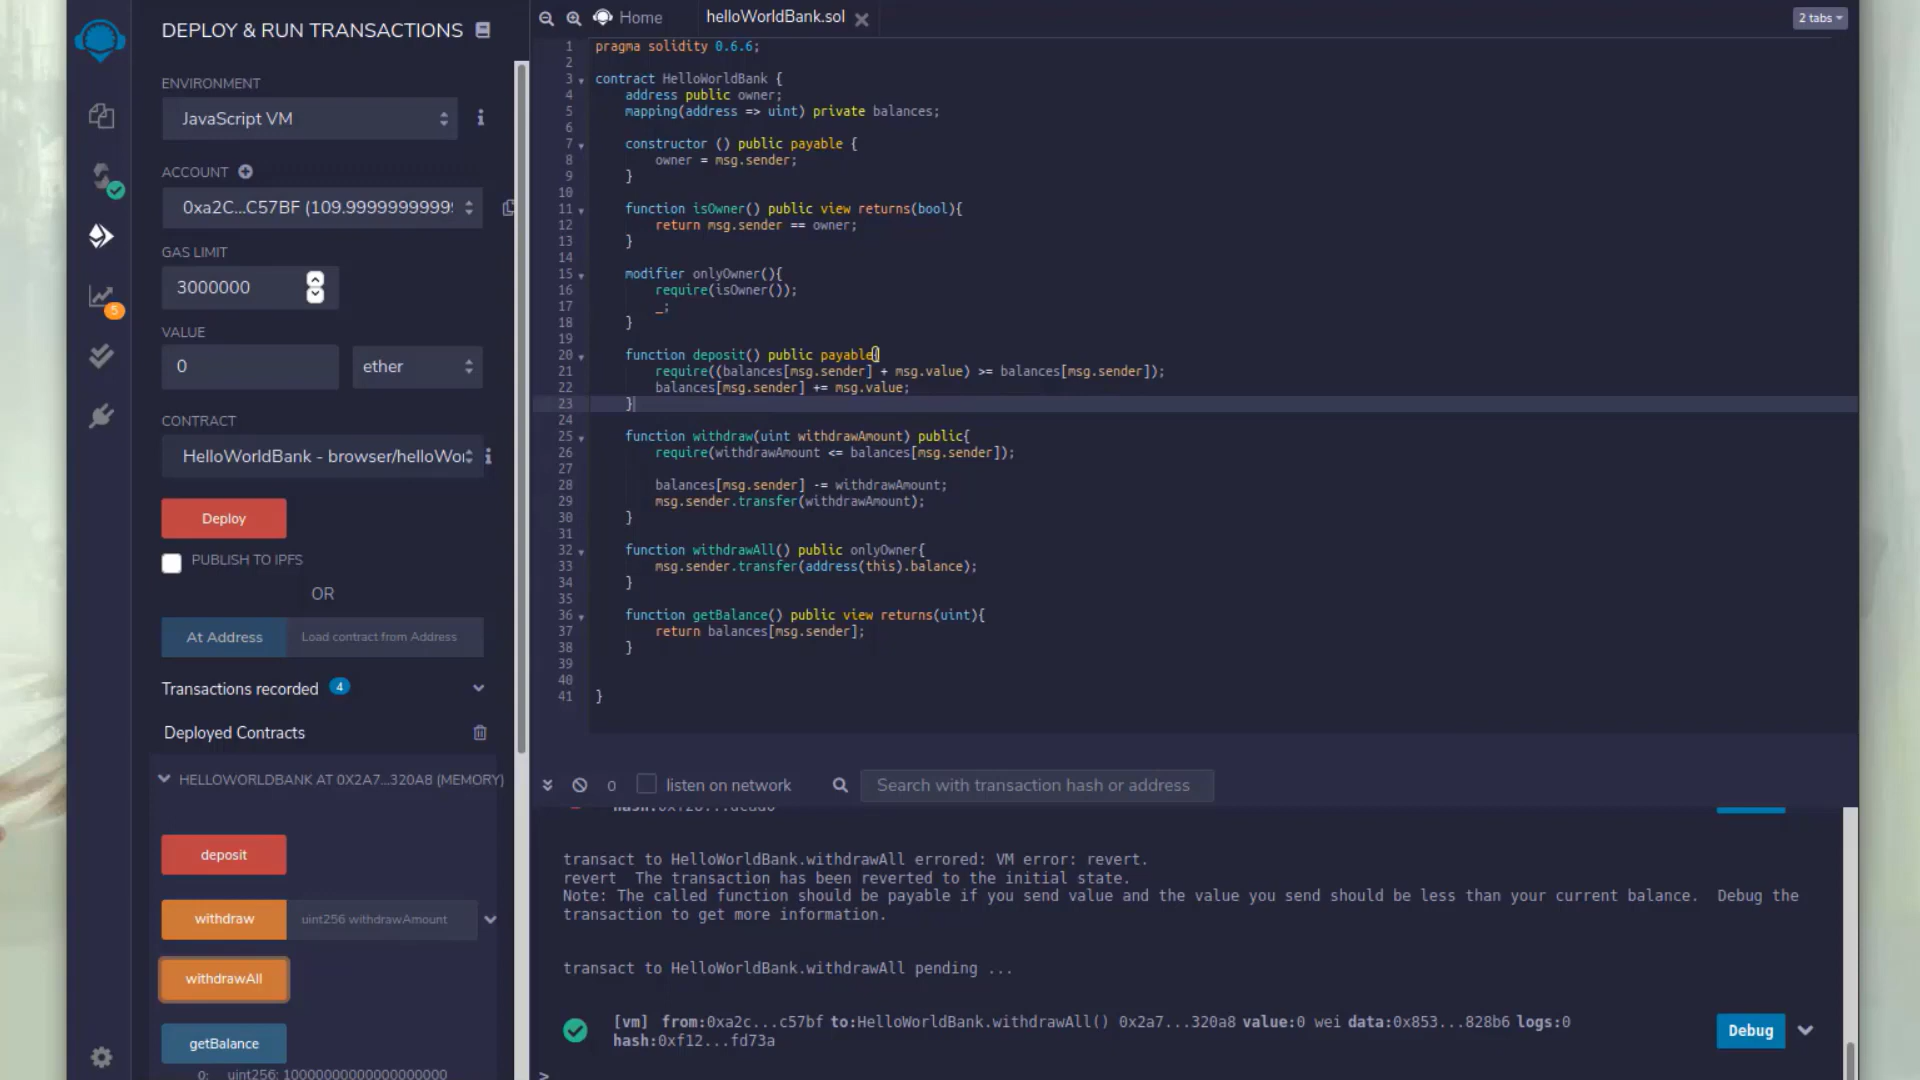 DEPLOY & RUN TRANSACTIONS
ENVIRONMENT
JavaScript VM
i
ACCOUNT
0xa2C...C57BF (109.9999999999
GAS LIMIT
3000000
5
VALUE
0
ether
CONTRACT
HelloWorldBank - browser/helloWor
i
Deploy
PUBLISH TO IPFS
OR
At Address
Load contract from Address
Transactions recorded 4
Deployed Contracts
HELLOWORLDBANK AT 0X2A7...320A8 (MEMORY)
deposit
withdraw
uint256 withdrawAmount
withdrawAll
getBalance
Home
helloWorldBank.sol
2 tabs
1 pragma solidity 0.6.6;
2
3 contract HelloWorldBank {
4 address public owner;
5 mapping(address => uint) private balances;
6
7 constructor () public payable {
8 owner = msg.sender;
9 }
10
11 function isOwner() public view returns(bool){
12 return msg.sender == owner;
13 }
14
15 modifier onlyOwner(){
16 require(isOwner());
17 _;
18 }
19
20 function deposit() public payable{
21 require((balances[msg.sender] + msg.value) >= balances[msg.sender]);
22 balances[msg.sender] += msg.value;
23 }
24
25 function withdraw(uint withdrawAmount) public{
26 require(withdrawAmount <= balances[msg.sender]);
27
28 balances[msg.sender] -= withdrawAmount;
29 msg.sender.transfer(withdrawAmount);
30 }
31
32 function withdrawAll() public onlyOwner{
33 msg.sender.transfer(address(this).balance);
34 }
35
36 function getBalance() public view returns(uint){
37 return balances[msg.sender];
38 }
39
40
41 }
0
listen on network
Search with transaction hash or address
transact to HelloWorldBank.withdrawAll errored: VM error: revert.
revert The transaction has been reverted to the initial state.
Note: The called function should be payable if you send value and the value you send should be less than your current balance. Debug the
transaction to get more information.
transact to HelloWorldBank.withdrawAll pending ...
[vm] from:0xa2c...c57bf to:HelloWorldBank.withdrawAll() 0x2a7...320a8 value:0 wei data:0x853...828b6 logs:0
hash:0xf12...fd73a
Debug
>